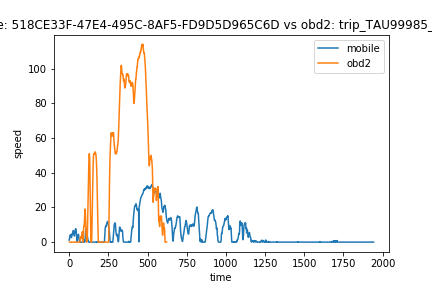 e: 518CE33F-47E4-495C-8AF5-FD9D5D965C6D vs obd2: trip_TAU99985_
mobile
obd2
speed
100
80
60
40
20
0
0 250 500 750 1000 1250 1500 1750 2000
time